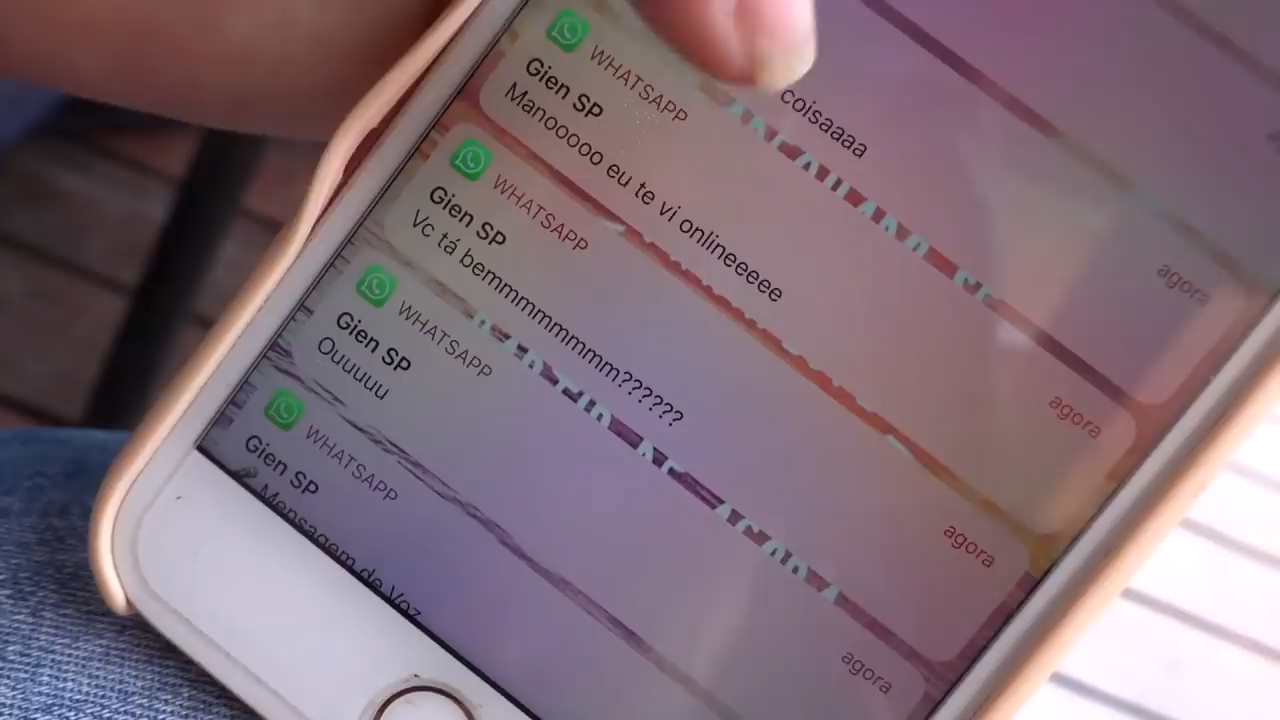 coisaaaa
agora
WHATSAPP
Gien SP
Manooooo eu te vi onlineeeee
agora
WHATSAPP
Gien SP
Vc tá bemmmmmmmmm??????
agora
WHATSAPP
Gien SP
Ouuuuu
agora
WHATSAPP
Gien SP
Mensagem de Voz